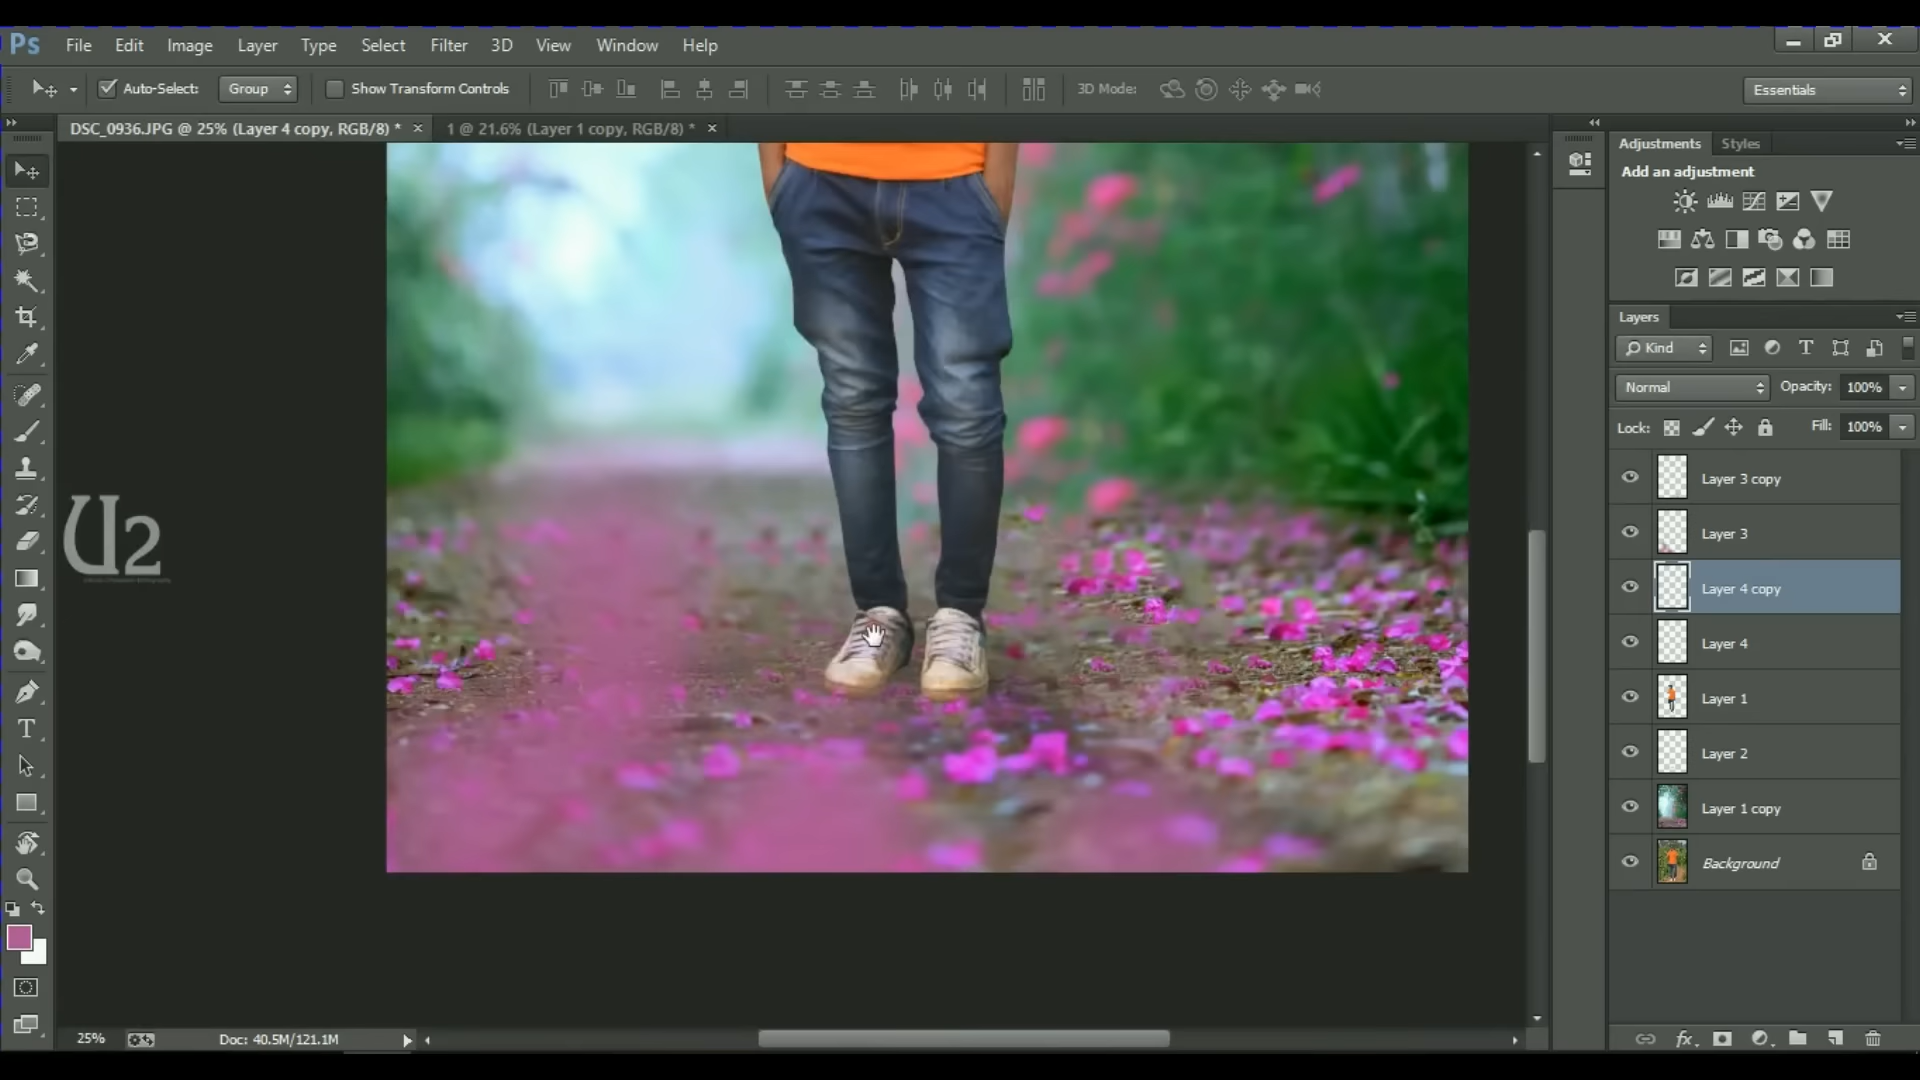 Ps File Edit Image Layer Type Select Filter 3D View Window Help
Auto-Select: Group Show Transform Controls 3D Mode: Essentials
DSC_0936.JPG @ 25% (Layer 4 copy, RGB/8) * × 1 @ 21.6% (Layer 1 copy, RGB/8) * ×
Adjustments Styles
Add an adjustment
Layers
Kind
Normal Opacity: 100%
Lock: Fill: 100%
Layer 3 copy
Layer 3
Layer 4 copy
Layer 4
Layer 1
Layer 2
Layer 1 copy
Background
U2
25% Doc: 40.5M/121.1M